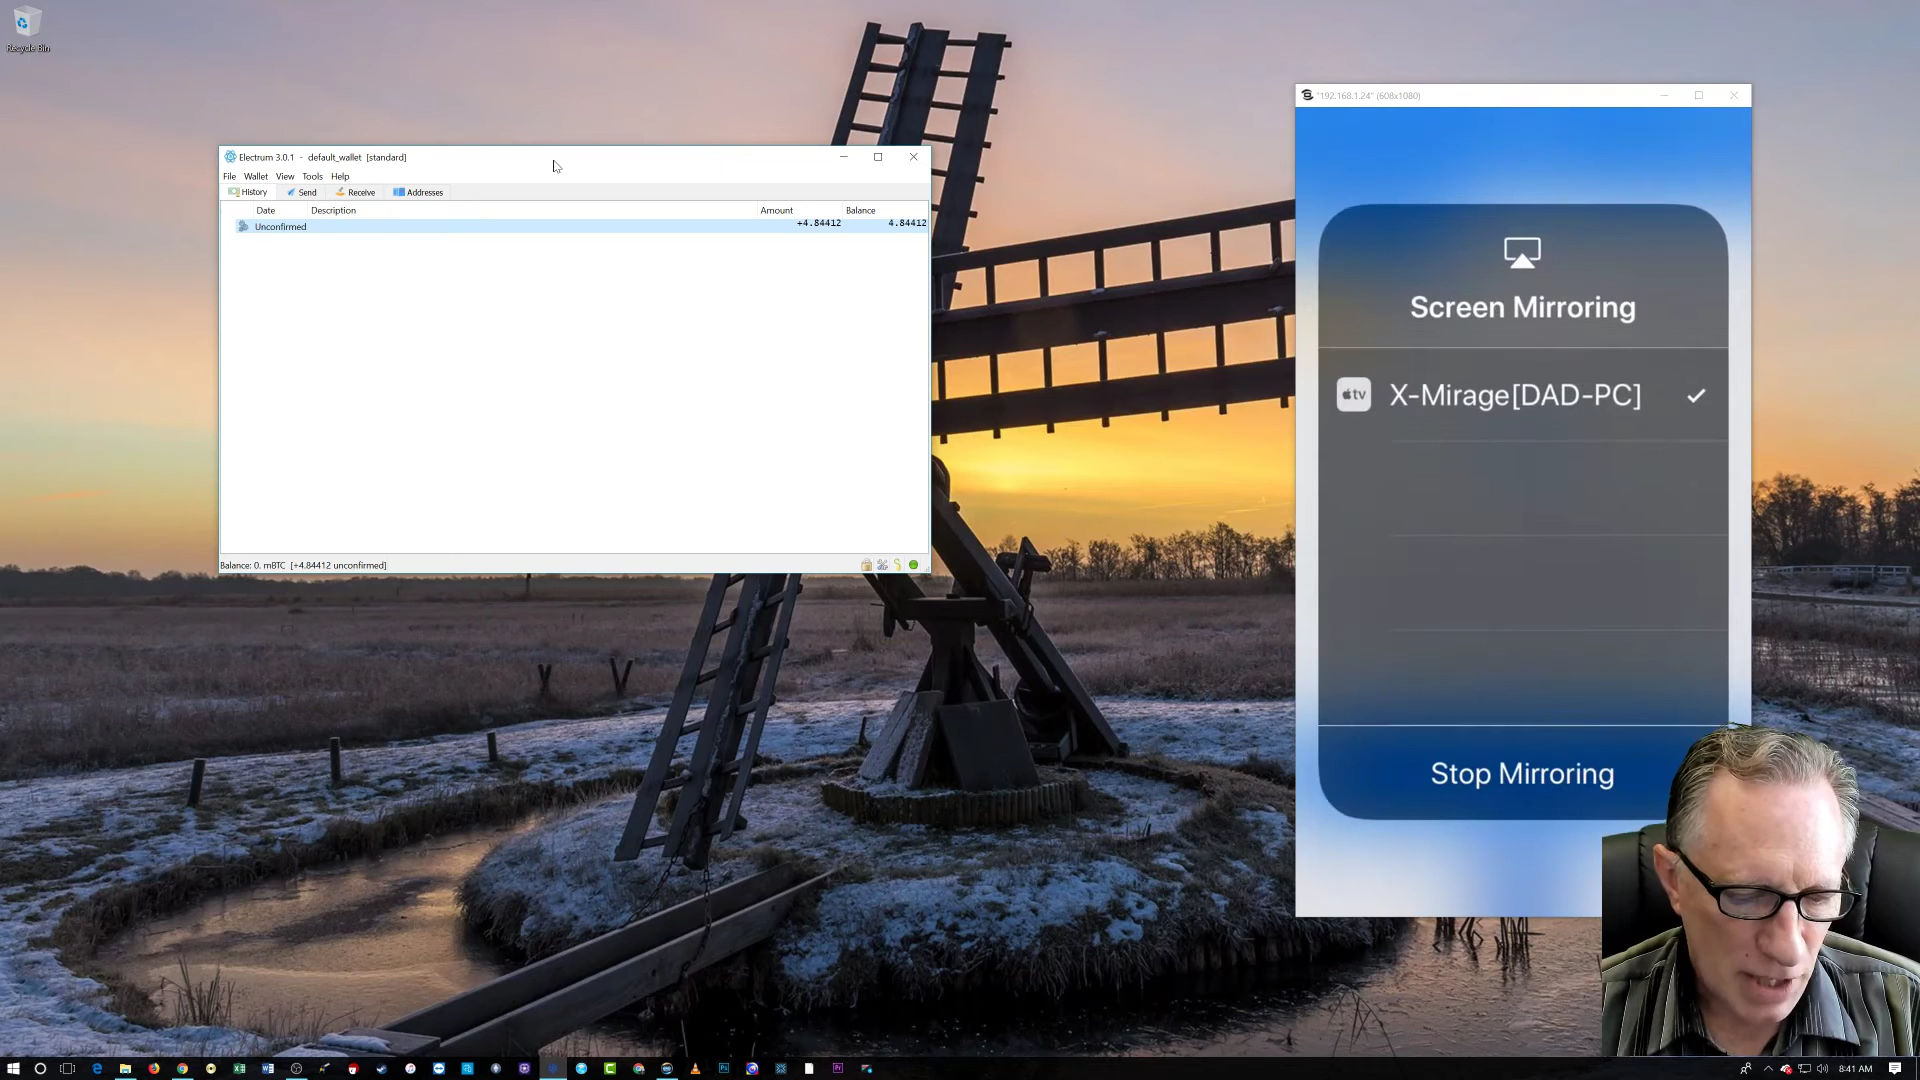 Recycle Bin
"192.168.1.24" (608x1080)
Electrum 3.0.1 - default_wallet [standard]
File Wallet View Tools Help
History Send Receive Addresses
Date Description Amount Balance
Unconfirmed +4.84412 4.84412
Balance: 0. mBTC [+4.84412 unconfirmed]
Screen Mirroring
tv X-Mirage[DAD-PC]
Stop Mirroring
8:41 AM